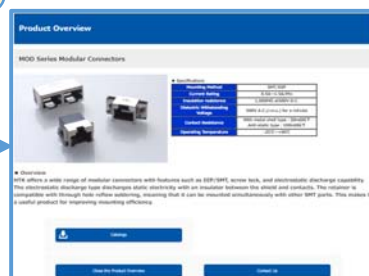 Product Overview
MOD Series Modular Connectors
■ Specifications
Mounting Method SMT/EEP
Current Rating
Insulation Resistance
Dielectric Withstanding Voltage
Contact Resistance
Operating Temperature
■ Overview
HTK offers a wide range of modular connectors with features such as EEP/SMT, screw lock, and electrostatic discharge capability.
The electrostatic discharge type discharges static electricity with an insulator between the shield and contacts. The retainer is
compatible with through hole reflow soldering, meaning that it can be mounted simultaneously with other SMT parts. This makes
a useful product for improving mounting efficiency.
Catalogs
Close the Product Overview
Contact Us